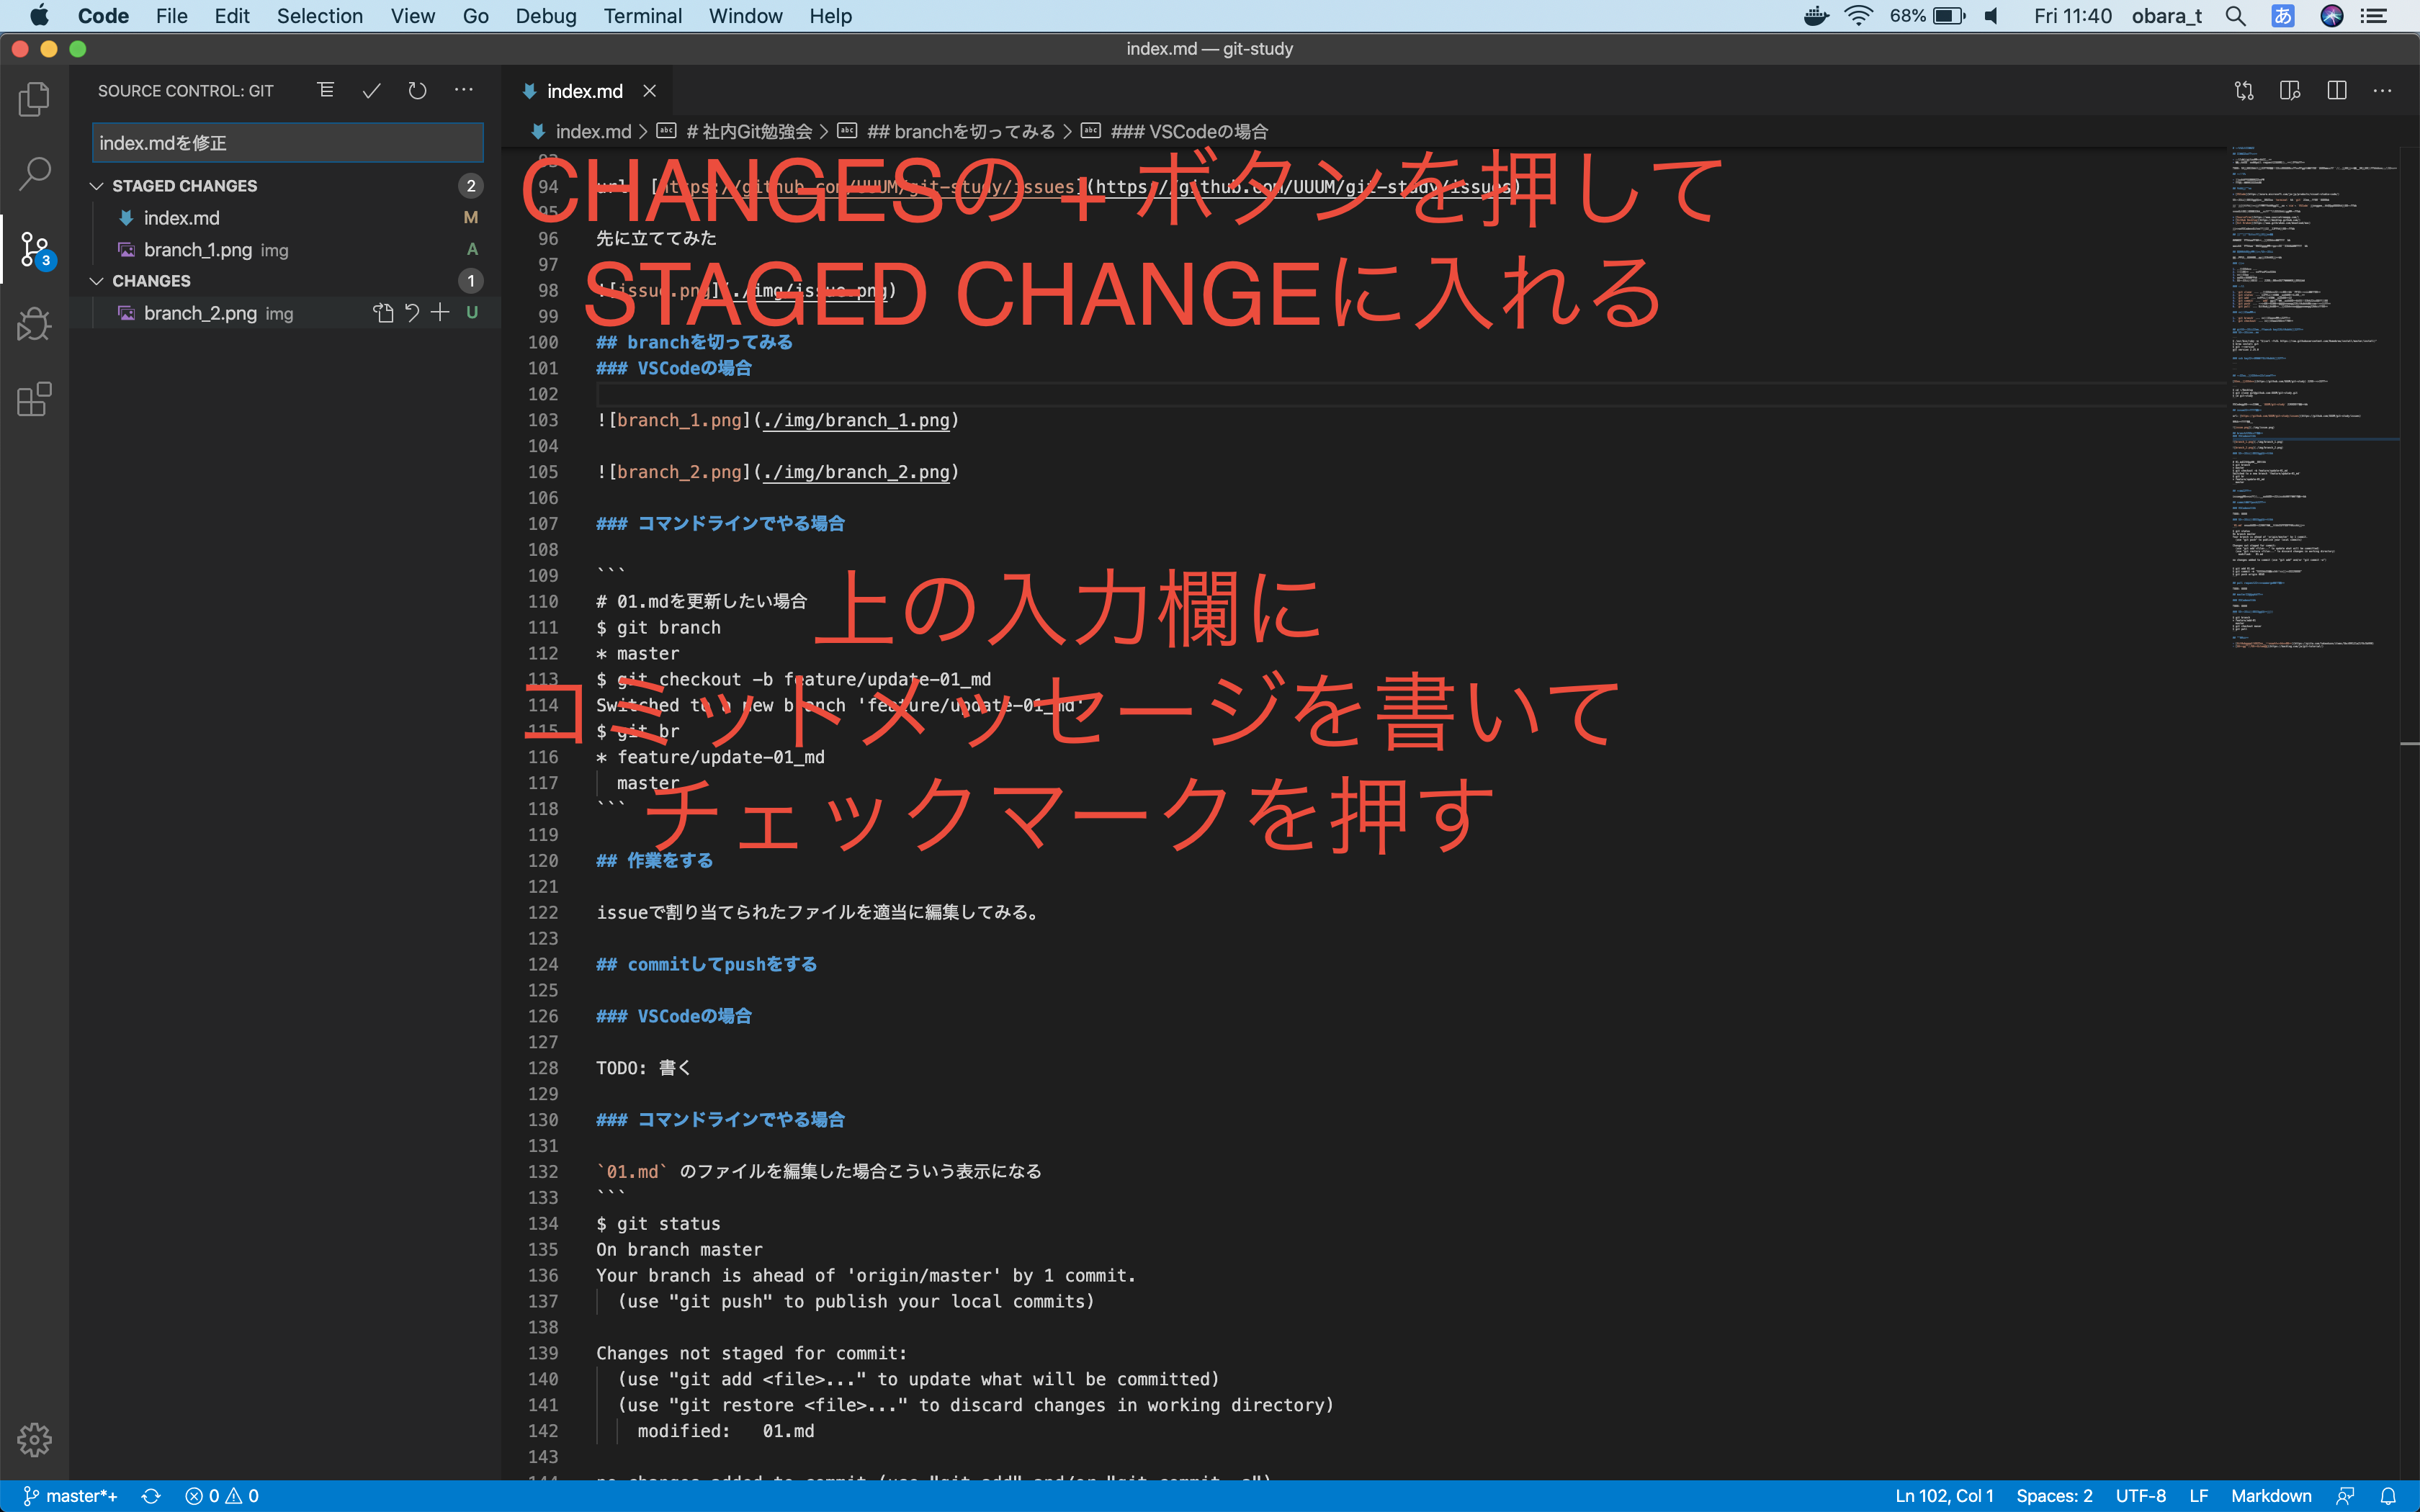 Code File Edit Selection View Go Debug Terminal Window Help 68% Fri 11:40 obara_t あ
index.md — git-study
SOURCE CONTROL: GIT
index.mdを修正
STAGED CHANGES 2
index.md M
branch_1.png img A
CHANGES 1
branch_2.png img U
3
index.md
index.md > # 社内Git勉強会 > ## branchを切ってみる > ### VSCodeの場合
CHANGESの + ボタンを押して
STAGED CHANGEに入れる
上の入力欄に
コミットメッセージを書いて
チェックマークを押す
93
94 url: [https://github.com/UUUM/git-study/issues](https://github.com/UUUM/git-study/issues)
95
96 先に立ててみた
97
98 ![issue.png](./img/issue.png)
99
100 ## branchを切ってみる
101 ### VSCodeの場合
102
103 ![branch_1.png](./img/branch_1.png)
104
105 ![branch_2.png](./img/branch_2.png)
106
107 ### コマンドラインでやる場合
108
109 ```
110 # 01.mdを更新したい場合
111 $ git branch
112 * master
113 $ git checkout -b feature/update-01_md
114 Switched to a new branch 'feature/update-01_md'
115 $ git br
116 * feature/update-01_md
117 master
118 ```
119
120 ## 作業をする
121
122 issueで割り当てられたファイルを適当に編集してみる。
123
124 ## commitしてpushをする
125
126 ### VSCodeの場合
127
128 TODO: 書く
129
130 ### コマンドラインでやる場合
131
132 `01.md` のファイルを編集した場合こういう表示になる
133 ```
134 $ git status
135 On branch master
136 Your branch is ahead of 'origin/master' by 1 commit.
137 (use "git push" to publish your local commits)
138
139 Changes not staged for commit:
140 (use "git add <file>..." to update what will be committed)
141 (use "git restore <file>..." to discard changes in working directory)
142 modified: 01.md
143
144 no changes added to commit (use "git add" and/or "git commit -a")
master*+ 0 0 Ln 102, Col 1 Spaces: 2 UTF-8 LF Markdown